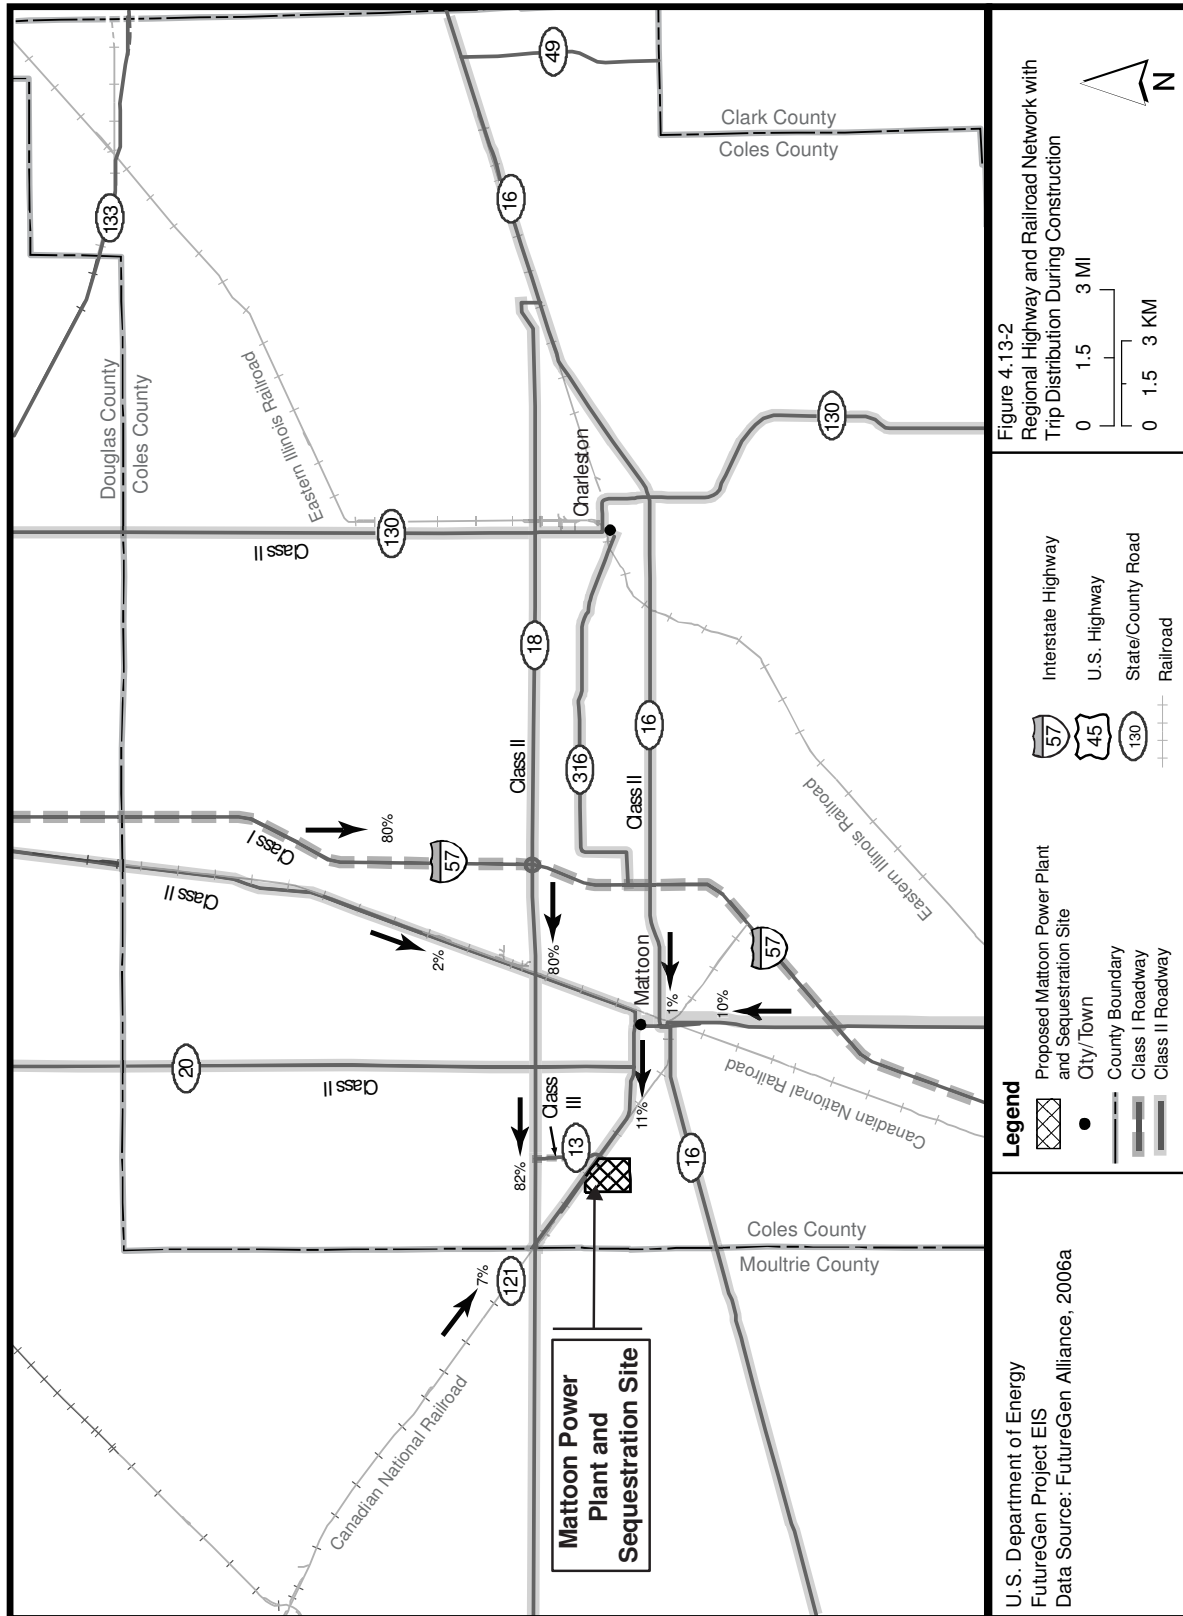 49
Clark County
Coles County
16
133
Douglas County
Coles County
Eastern Illinois Railroad
Charleston
130
Class II
130
18
Class II
316
16
Class II
Class I
80%
57
Class II
2%
80%
Mattoon
1%
10%
57
Eastern Illinois Railroad
Canadian National Railroad
20
Class II
11%
Class
III
13
82%
16
Coles County
Moultrie County
7%
121
Canadian National Railroad
Mattoon Power
Plant and
Sequestration Site
U.S. Department of Energy
FutureGen Project EIS
Data Source: FutureGen Alliance, 2006a
Legend
Proposed Mattoon Power Plant
and Sequestration Site
City/Town
County Boundary
Class I Roadway
Class II Roadway
57 Interstate Highway
45 U.S. Highway
130 State/County Road
Railroad
Figure 4.13-2
Regional Highway and Railroad Network with
Trip Distribution During Construction
0 1.5 3 MI
0 1.5 3 KM
N